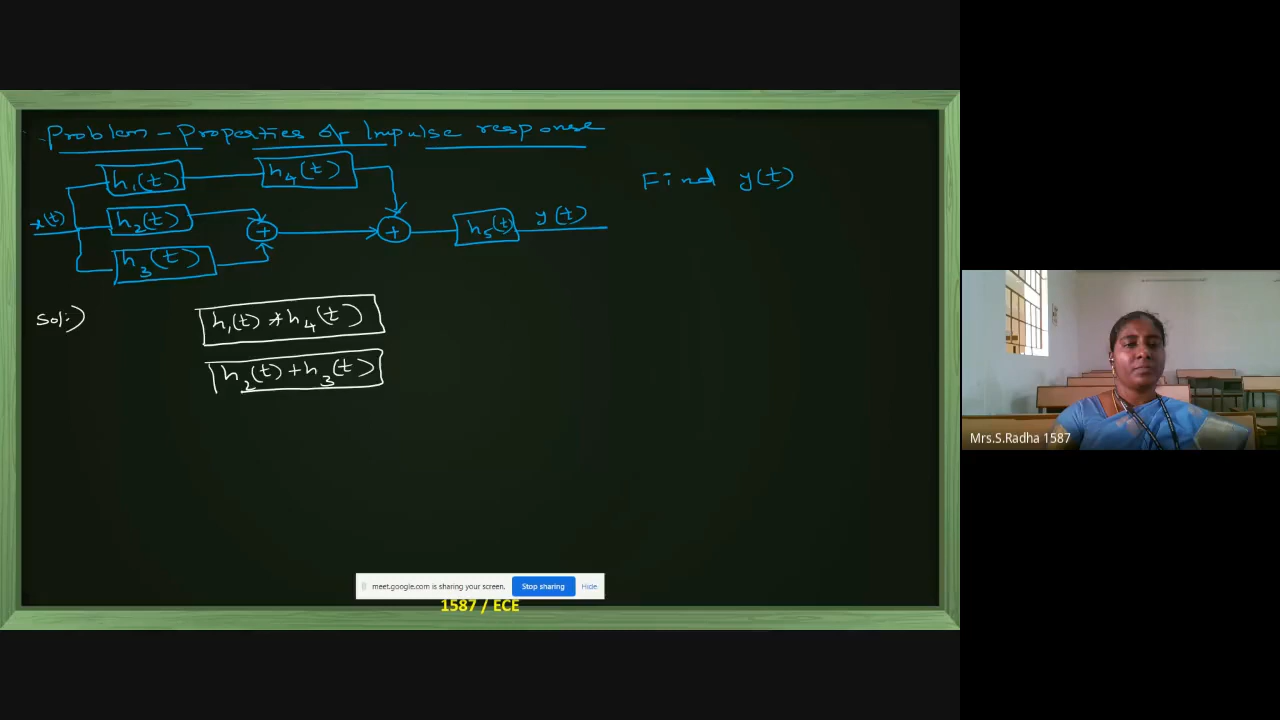 Problem - Properties of Impulse response
h₁(t) h₄(t)
Find y(t)
x(t) h₂(t) + + h₅(t) y(t)
h₃(t)
Sol:)
h₁(t) * h₄(t)
h₂(t) + h₃(t)
Mrs.S.Radha 1587
meet.google.com is sharing your screen. Stop sharing Hide
1587 / ECE